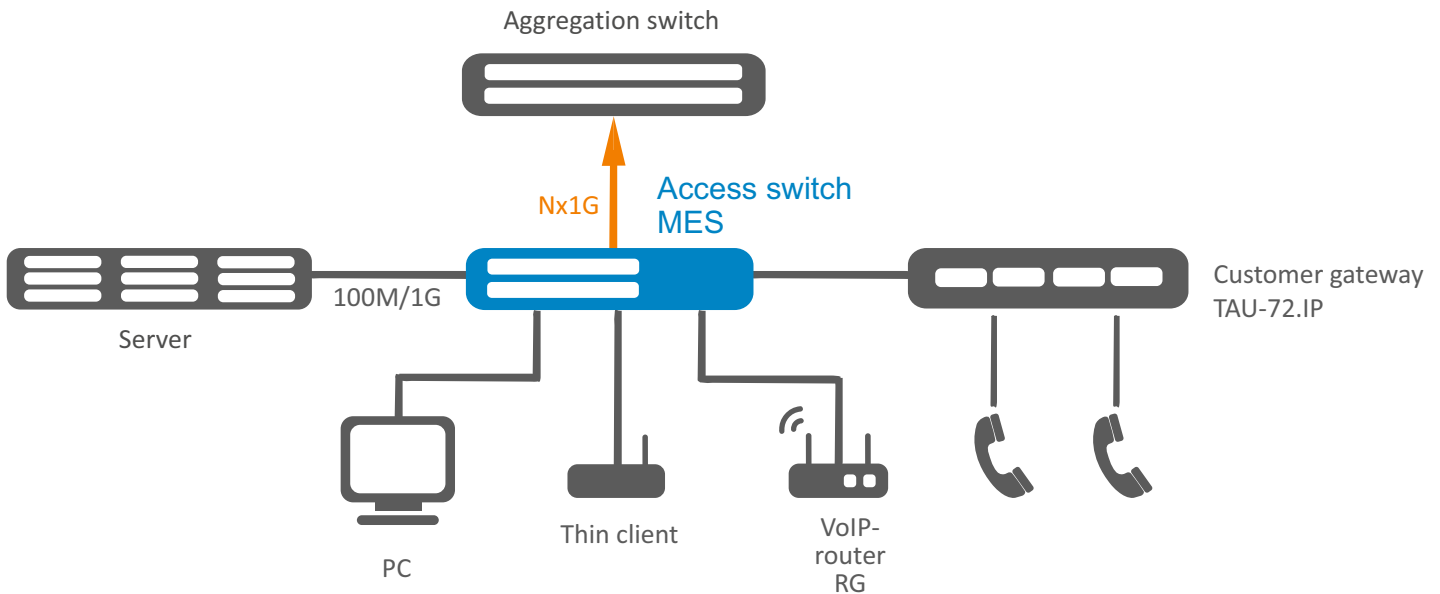 Aggregation switch
Nx1G
Access switch
MES
100M/1G
Server
Customer gateway
TAU-72.IP
PC
Thin client
VoIP-
router
RG